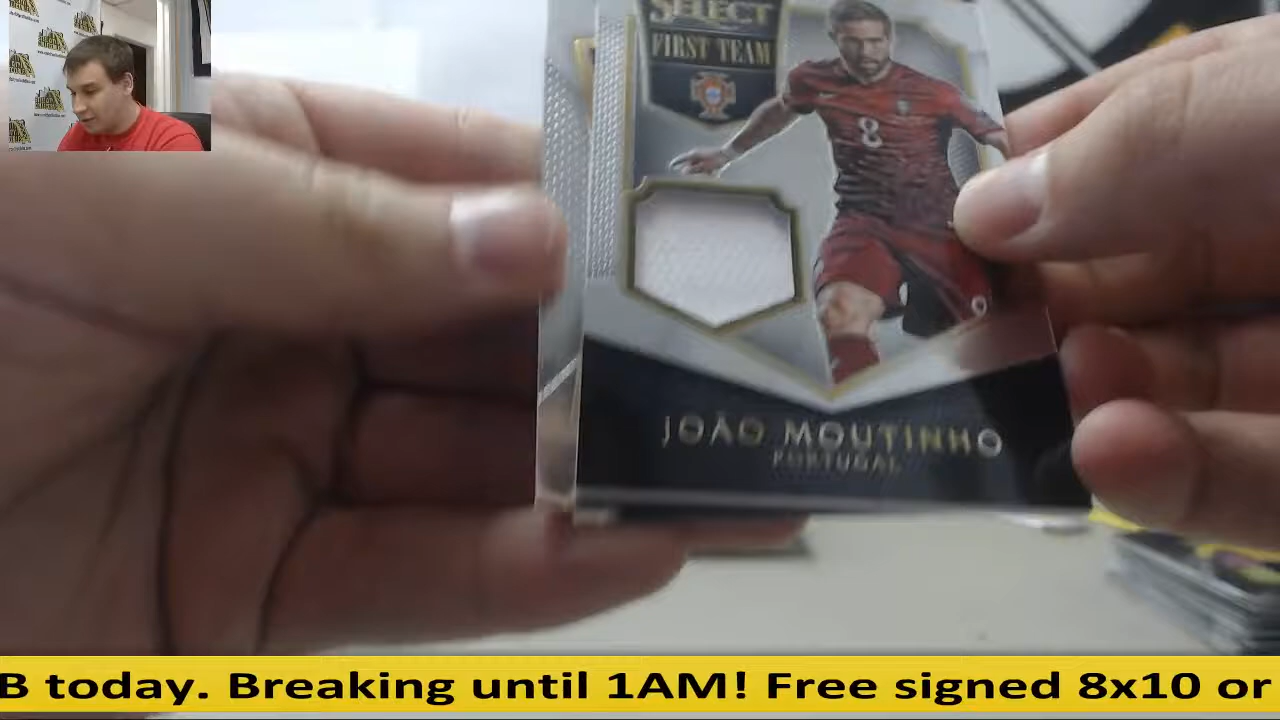 SELECT
FIRST TEAM
8
JOÃO MOUTINHO
PORTUGAL
B today. Breaking until 1AM! Free signed 8x10 or